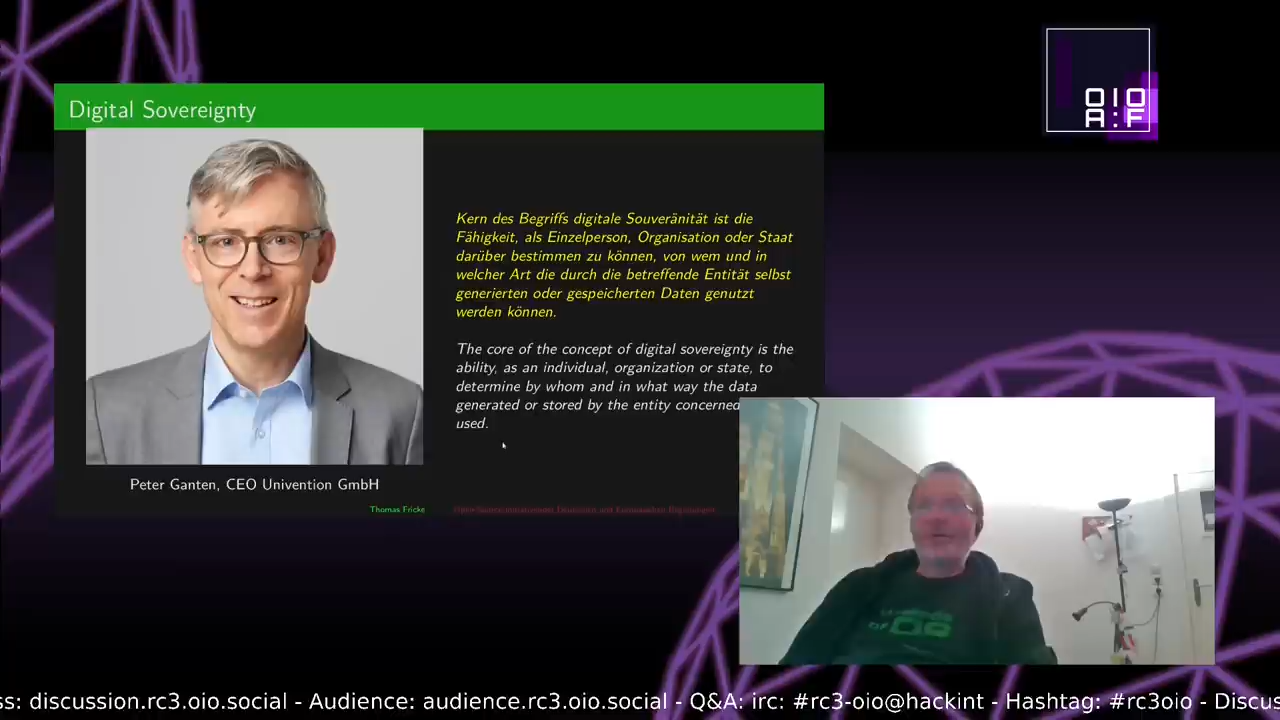 Digital Sovereignty
Kern des Begriffs digitale Souveränität ist die
Fähigkeit, als Einzelperson, Organisation oder Staat
darüber bestimmen zu können, von wem und in
welcher Art die durch die betreffende Entität selbst
generierten oder gespeicherten Daten genutzt
werden können.
The core of the concept of digital sovereignty is the
ability, as an individual, organization or state, to
determine by whom and in what way the data
generated or stored by the entity concerned
used.
Peter Ganten, CEO Univention GmbH
Thomas Fricke
OIO
A:F
ss: discussion.rc3.oio.social - Audience: audience.rc3.oio.social - Q&A: irc: #rc3-oio@hackint - Hashtag: #rc3oio - Discus